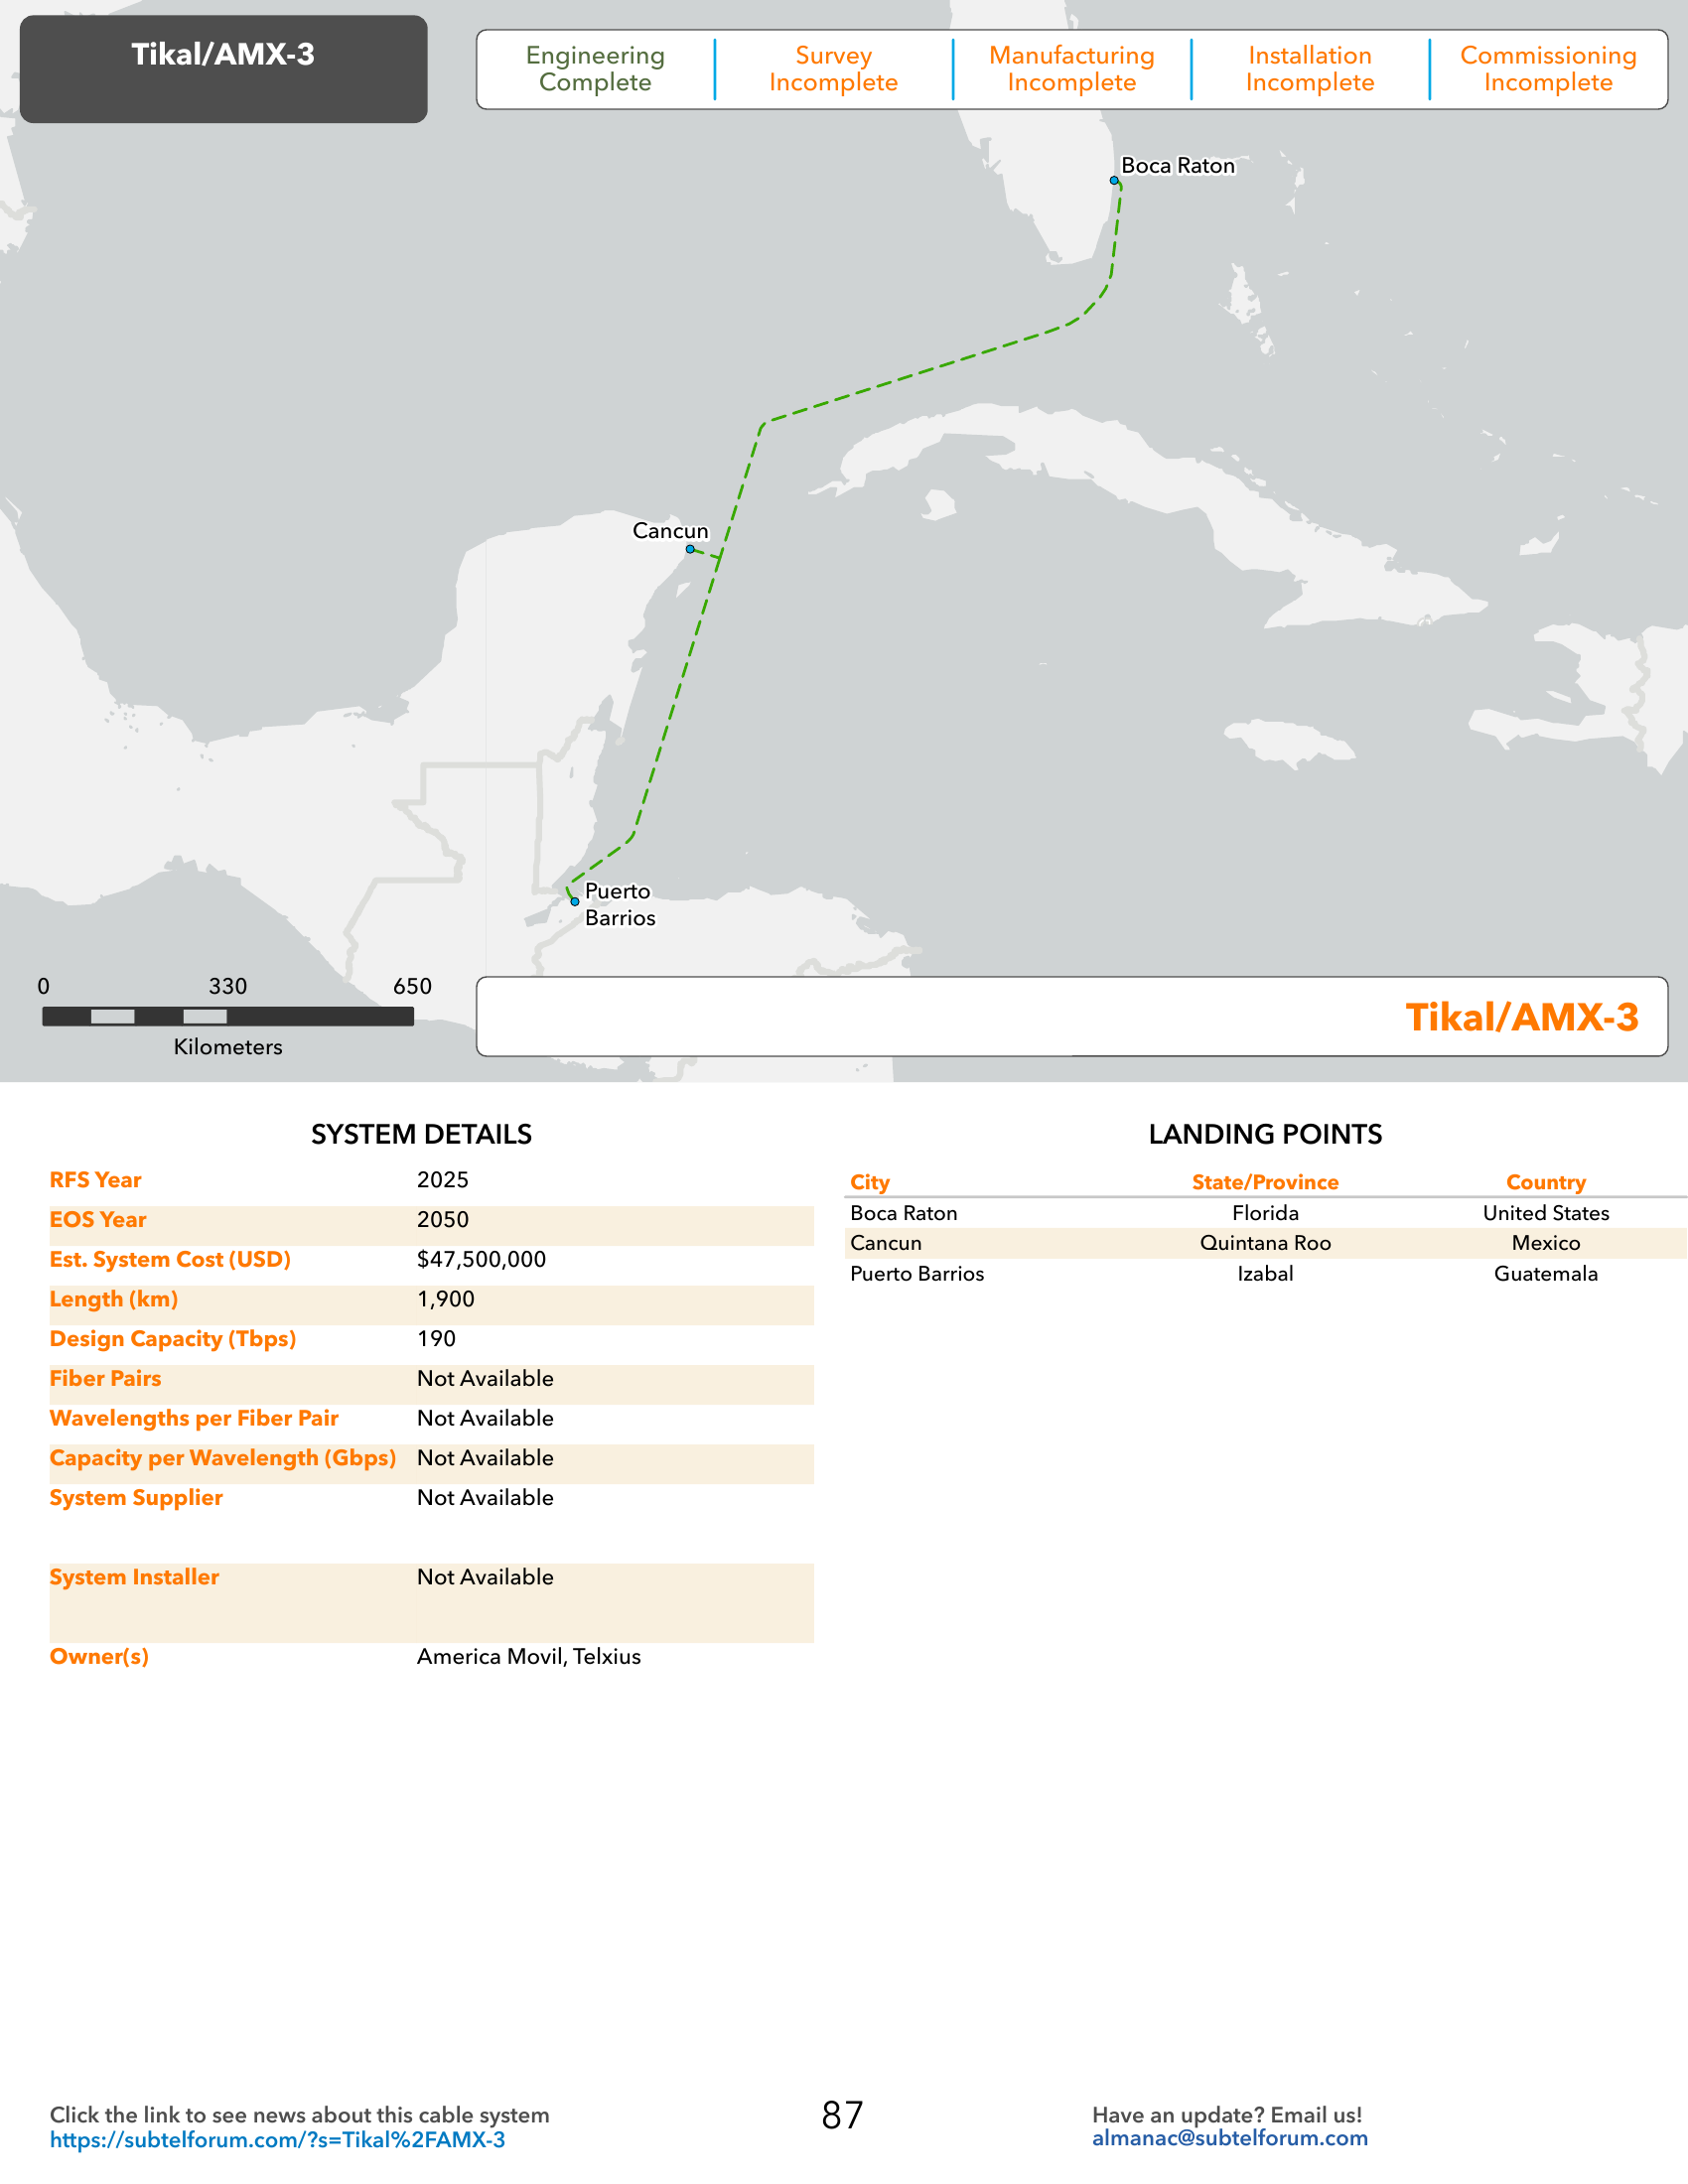 Tikal/AMX-3
Engineering Complete
Survey Incomplete
Manufacturing Incomplete
Installation Incomplete
Commissioning Incomplete
Boca Raton
Cancun
Puerto
Barrios
0 330 650
Kilometers
Tikal/AMX-3
SYSTEM DETAILS
RFS Year 2025
EOS Year 2050
Est. System Cost (USD) $47,500,000
Length (km) 1,900
Design Capacity (Tbps) 190
Fiber Pairs Not Available
Wavelengths per Fiber Pair Not Available
Capacity per Wavelength (Gbps) Not Available
System Supplier Not Available
System Installer Not Available
Owner(s) America Movil, Telxius
LANDING POINTS
City State/Province Country
Boca Raton Florida United States
Cancun Quintana Roo Mexico
Puerto Barrios Izabal Guatemala
Click the link to see news about this cable system
https://subtelforum.com/?s=Tikal%2FAMX-3
87
Have an update? Email us!
almanac@subtelforum.com